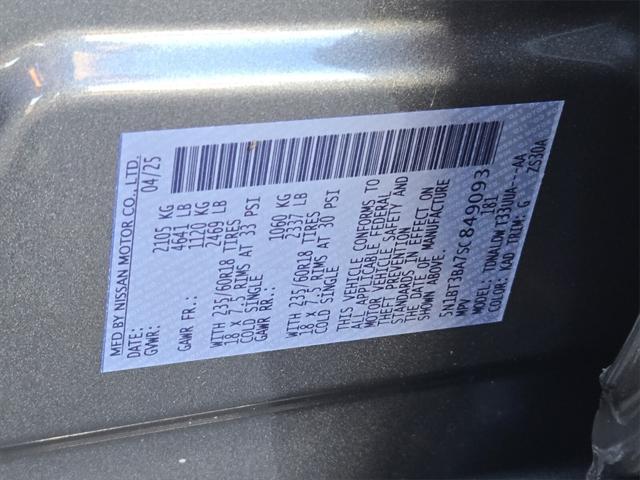 MFD BY NISSAN MOTOR CO., LTD.
DATE: 04/25
GVWR: 2105 KG
4641 LB
GAWR FR.: 1120 KG
2469 LB
WITH 235/60R18 TIRES
18 X 7.5 RIMS AT 33 PSI
COLD SINGLE
GAWR RR.: 1060 KG
2337 LB
WITH 235/60R18 TIRES
18 X 7.5 RIMS AT 30 PSI
COLD SINGLE
THIS VEHICLE CONFORMS TO
ALL APPLICABLE FEDERAL
MOTOR VEHICLE SAFETY AND
THEFT PREVENTION
STANDARDS IN EFFECT ON
THE DATE OF MANUFACTURE
SHOWN ABOVE.
5N1BT3BA7SC849093
MPV 181
MODEL TDNALDW-F33UUA---AA
COLOR: KAD TRIM: G ZS30A